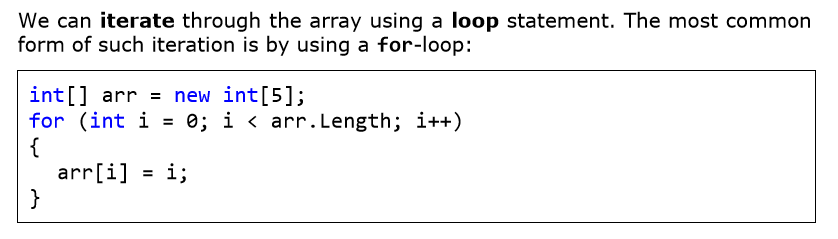 We can iterate through the array using a loop statement. The most common
form of such iteration is by using a for-loop:
int[] arr = new int[5];
for (int i = 0; i < arr.Length; i++)
{
  arr[i] = i;
}